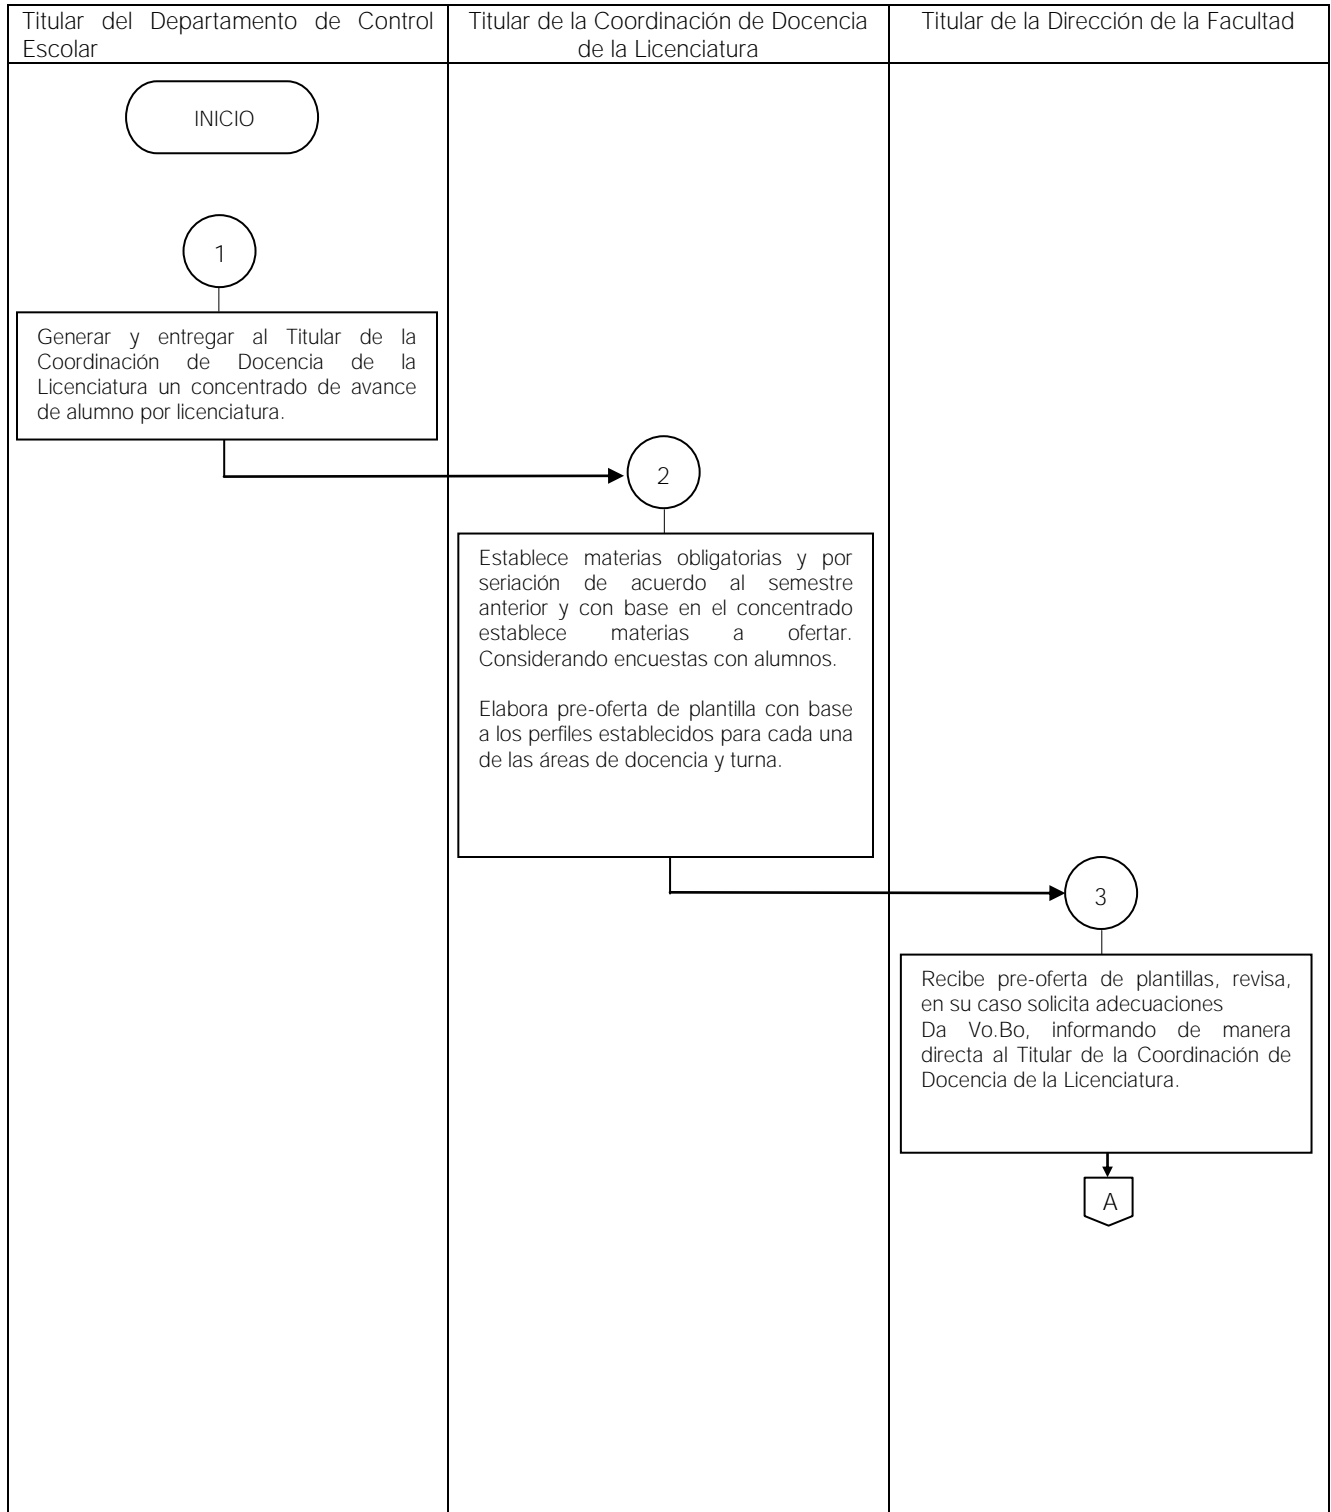 Titular del Departamento de Control
Escolar
Titular de la Coordinación de Docencia
de la Licenciatura
Titular de la Dirección de la Facultad
INICIO
1
Generar y entregar al Titular de la
Coordinación de Docencia de la
Licenciatura un concentrado de avance
de alumno por licenciatura.
2
Establece materias obligatorias y por
seriación de acuerdo al semestre
anterior y con base en el concentrado
establece materias a ofertar.
Considerando encuestas con alumnos.
Elabora pre-oferta de plantilla con base
a los perfiles establecidos para cada una
de las áreas de docencia y turna.
3
Recibe pre-oferta de plantillas, revisa,
en su caso solicita adecuaciones
Da Vo.Bo, informando de manera
directa al Titular de la Coordinación de
Docencia de la Licenciatura.
A